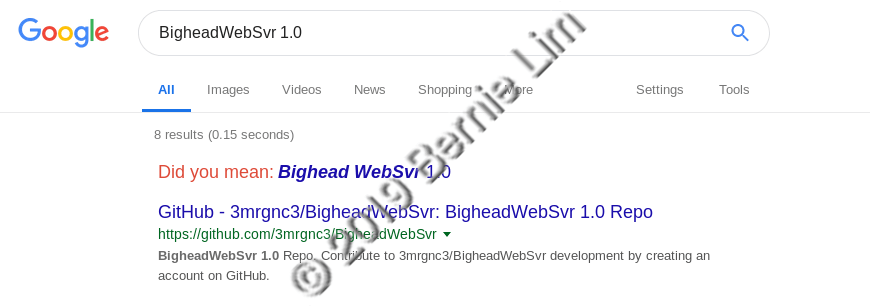 Google
BigheadWebSvr 1.0
All Images Videos News Shopping More Settings Tools
8 results (0.15 seconds)
Did you mean: Bighead WebSvr 1.0
GitHub - 3mrgnc3/BigheadWebSvr: BigheadWebSvr 1.0 Repo
https://github.com/3mrgnc3/BigheadWebSvr
BigheadWebSvr 1.0 Repo. Contribute to 3mrgnc3/BigheadWebSvr development by creating an
account on GitHub.
© 2019 Bernie Lim